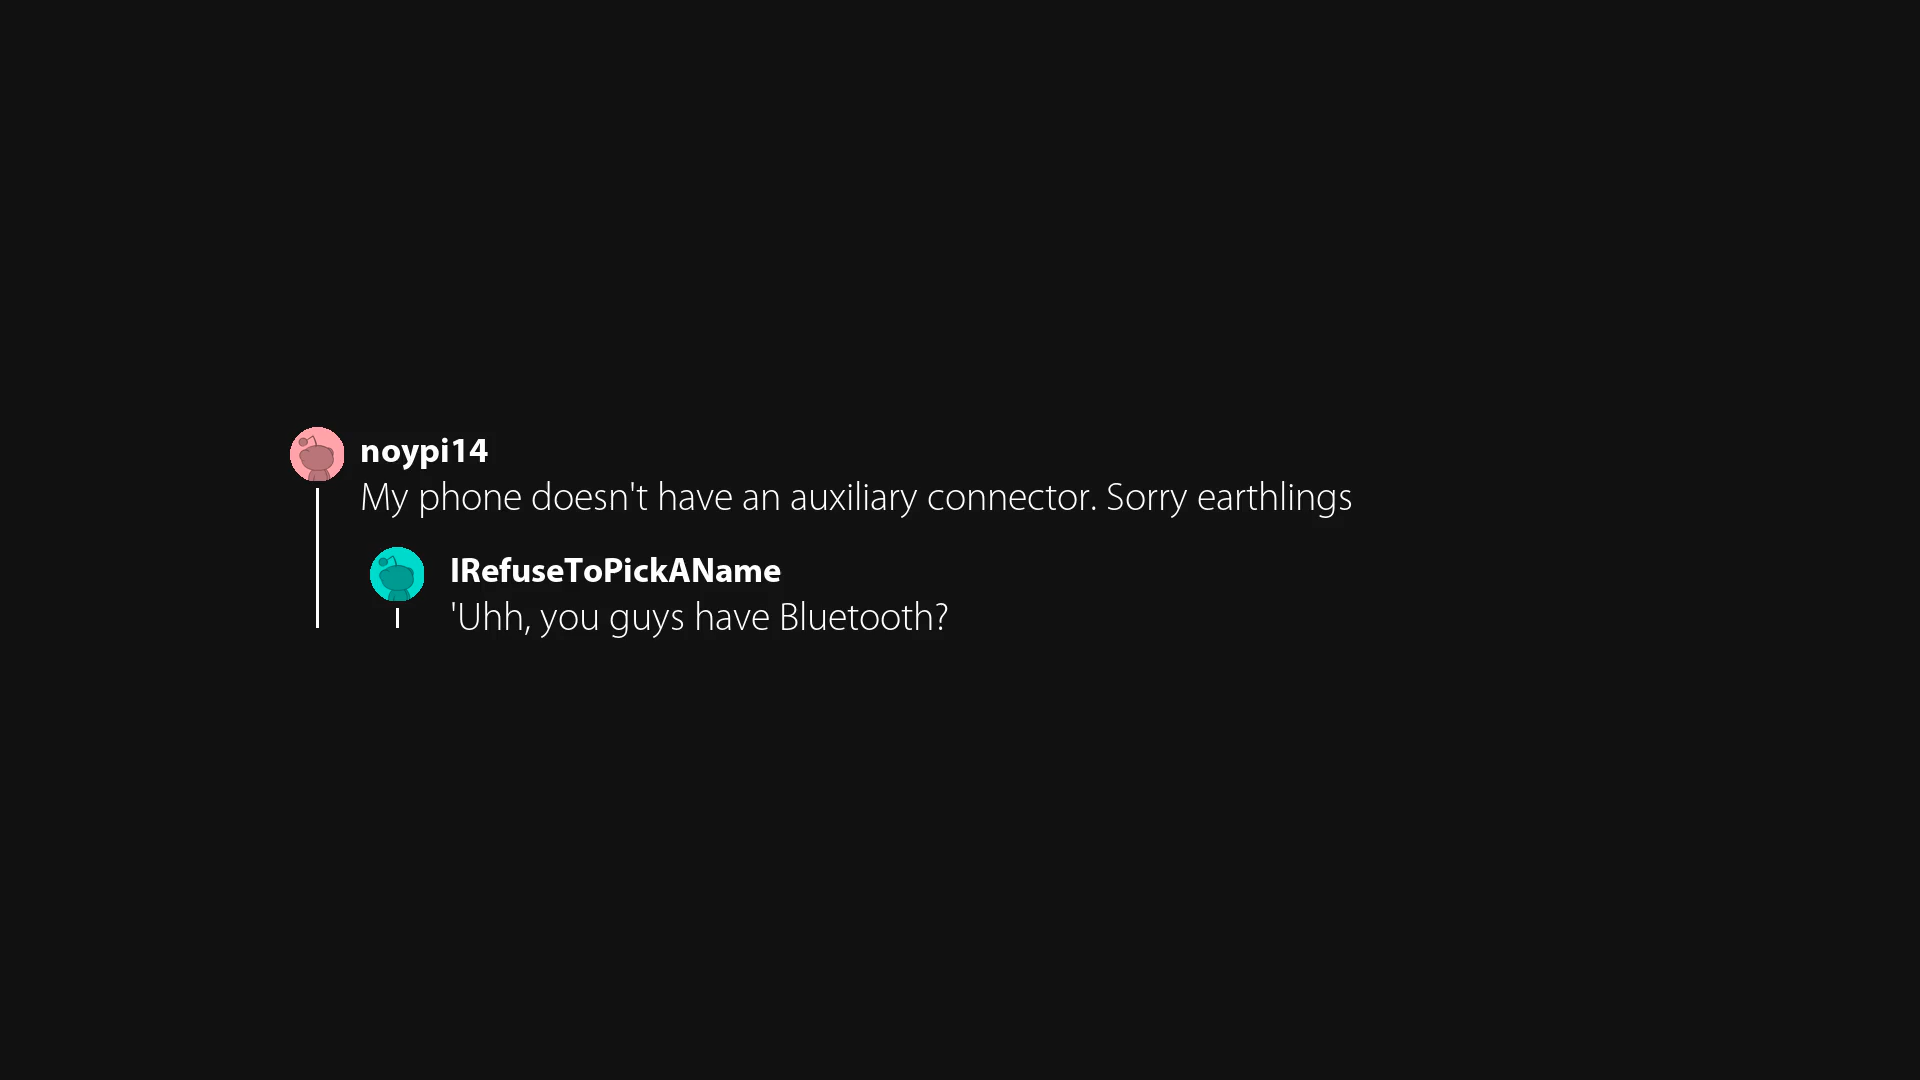 noypi14
My phone doesn't have an auxiliary connector. Sorry earthlings
IRefuseToPickAName
'Uhh, you guys have Bluetooth?